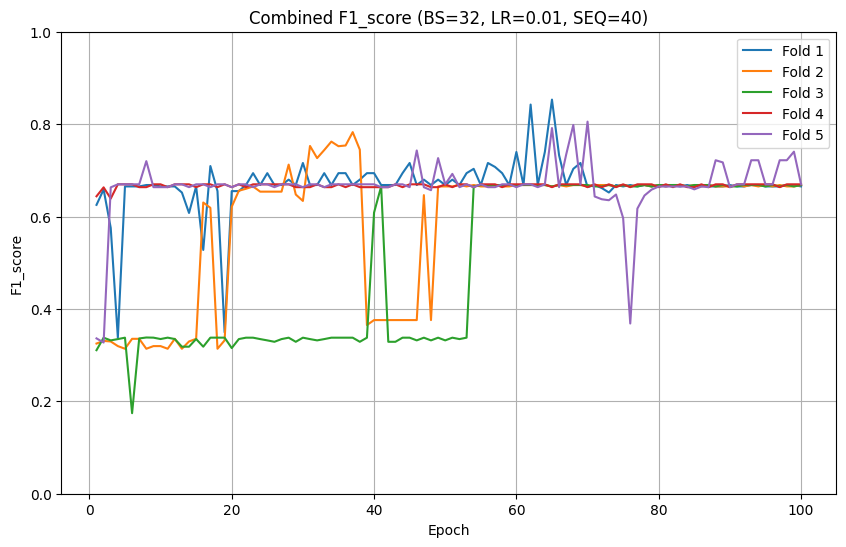 Combined F1_score (BS=32, LR=0.01, SEQ=40)
1.0
0.8
0.6
0.4
0.2
0.0
F1_score
Fold 1
Fold 2
Fold 3
Fold 4
Fold 5
0 20 40 60 80 100
Epoch